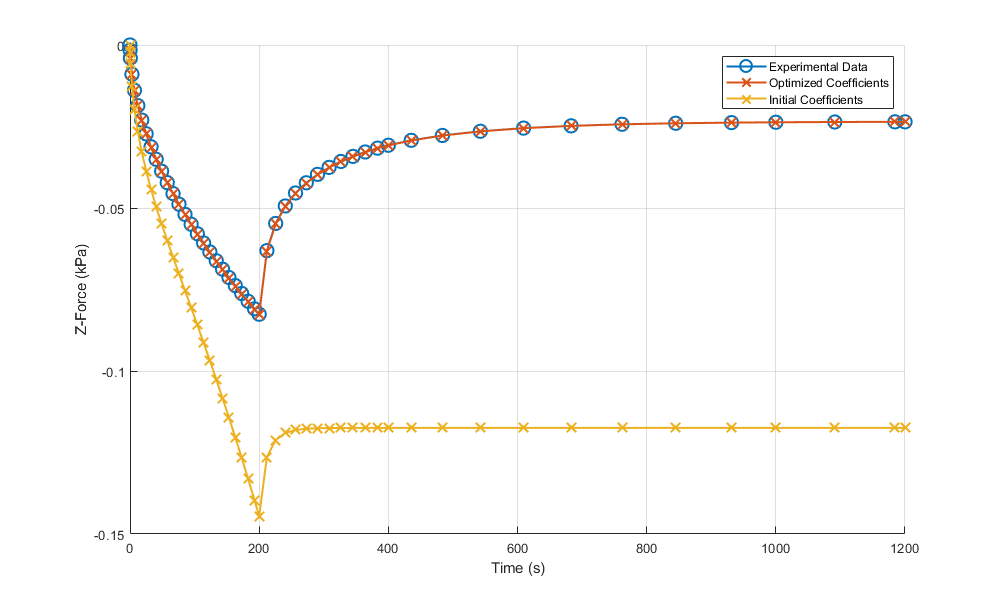 0
-0.05
-0.1
-0.15
Z-Force (kPa)
Experimental Data
Optimized Coefficients
Initial Coefficients
0 200 400 600 800 1000 1200
Time (s)